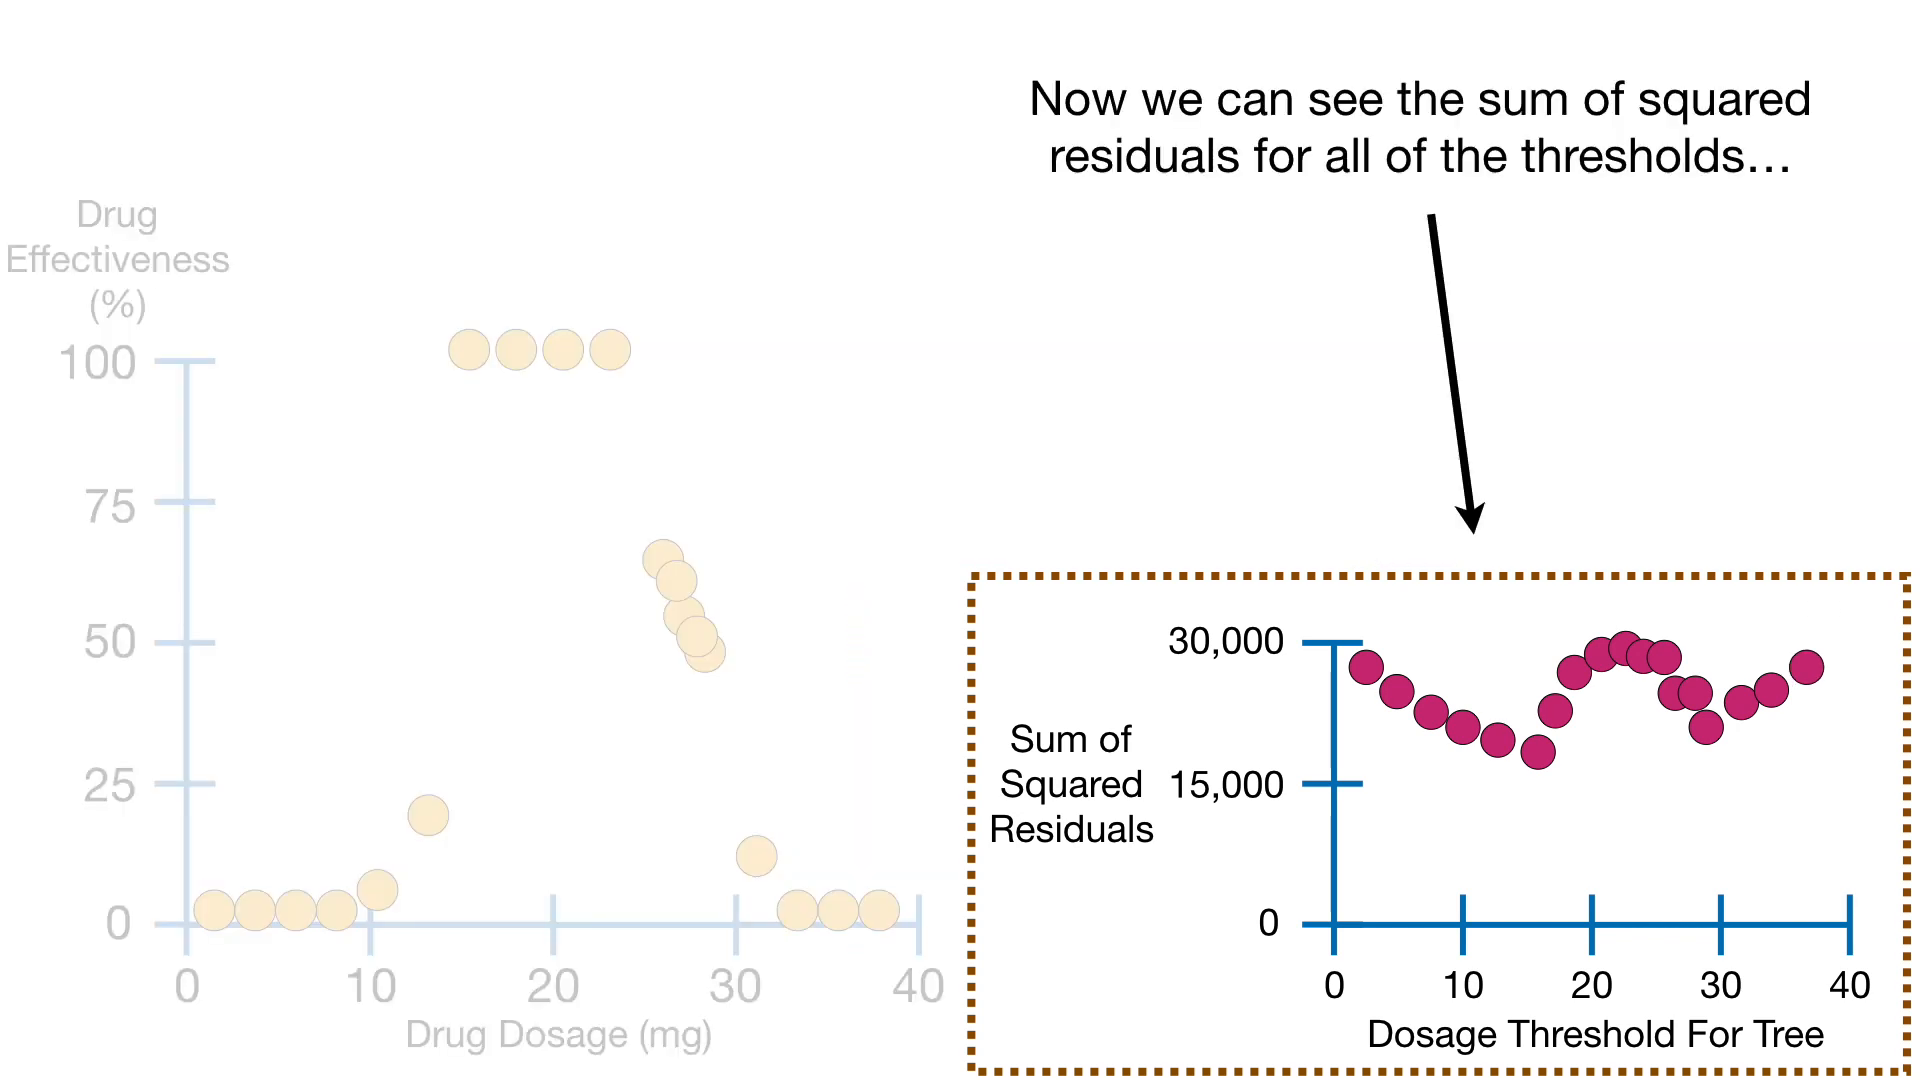 Now we can see the sum of squared
residuals for all of the thresholds…
Drug
Effectiveness
(%)
100
75
50
25
0
0 10 20 30 40
Drug Dosage (mg)
30,000
15,000
0
Sum of
Squared
Residuals
0 10 20 30 40
Dosage Threshold For Tree